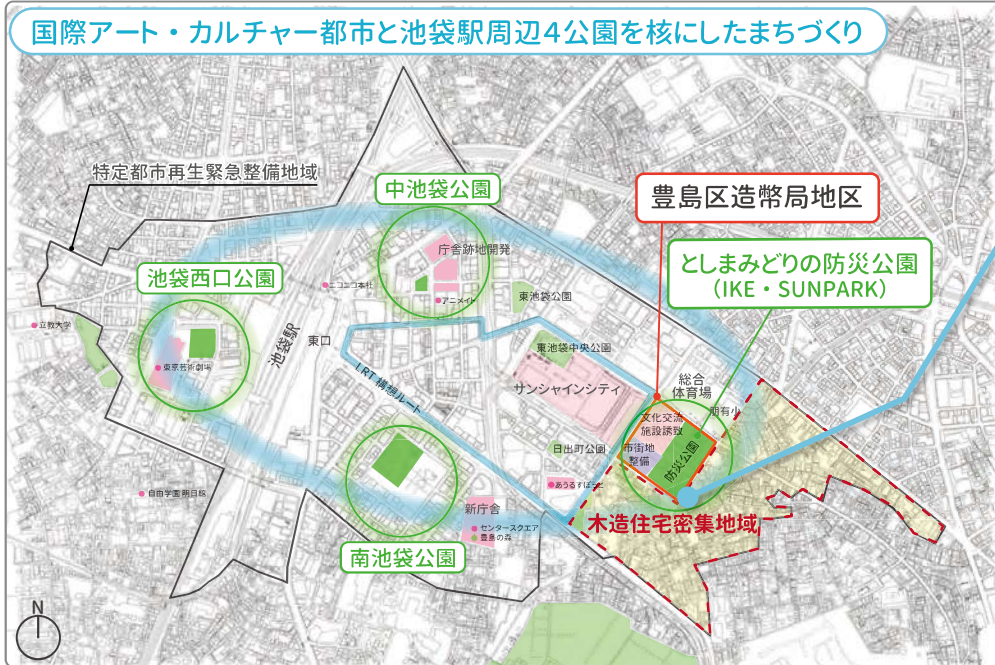 国際アート・カルチャー都市と池袋駅周辺4公園を核にしたまちづくり
特定都市再生緊急整備地域
中池袋公園
豊島区造幣局地区
としまみどりの防災公園
(IKE・SUNPARK)
池袋西口公園
庁舎跡地開発
ニコニコ本社
アニメイト
東池袋公園
立教大学
東京芸術劇場
池袋駅
東口
LRT 構想ルート
東池袋中央公園
サンシャインシティ
総合
体育場
朋有小
文化交流
施設誘致
市街地
整備
防災公園
日出町公園
あうるすぽっと
自由学園 明日館
新庁舎
センタースクエア
豊島の森
木造住宅密集地域
南池袋公園
N